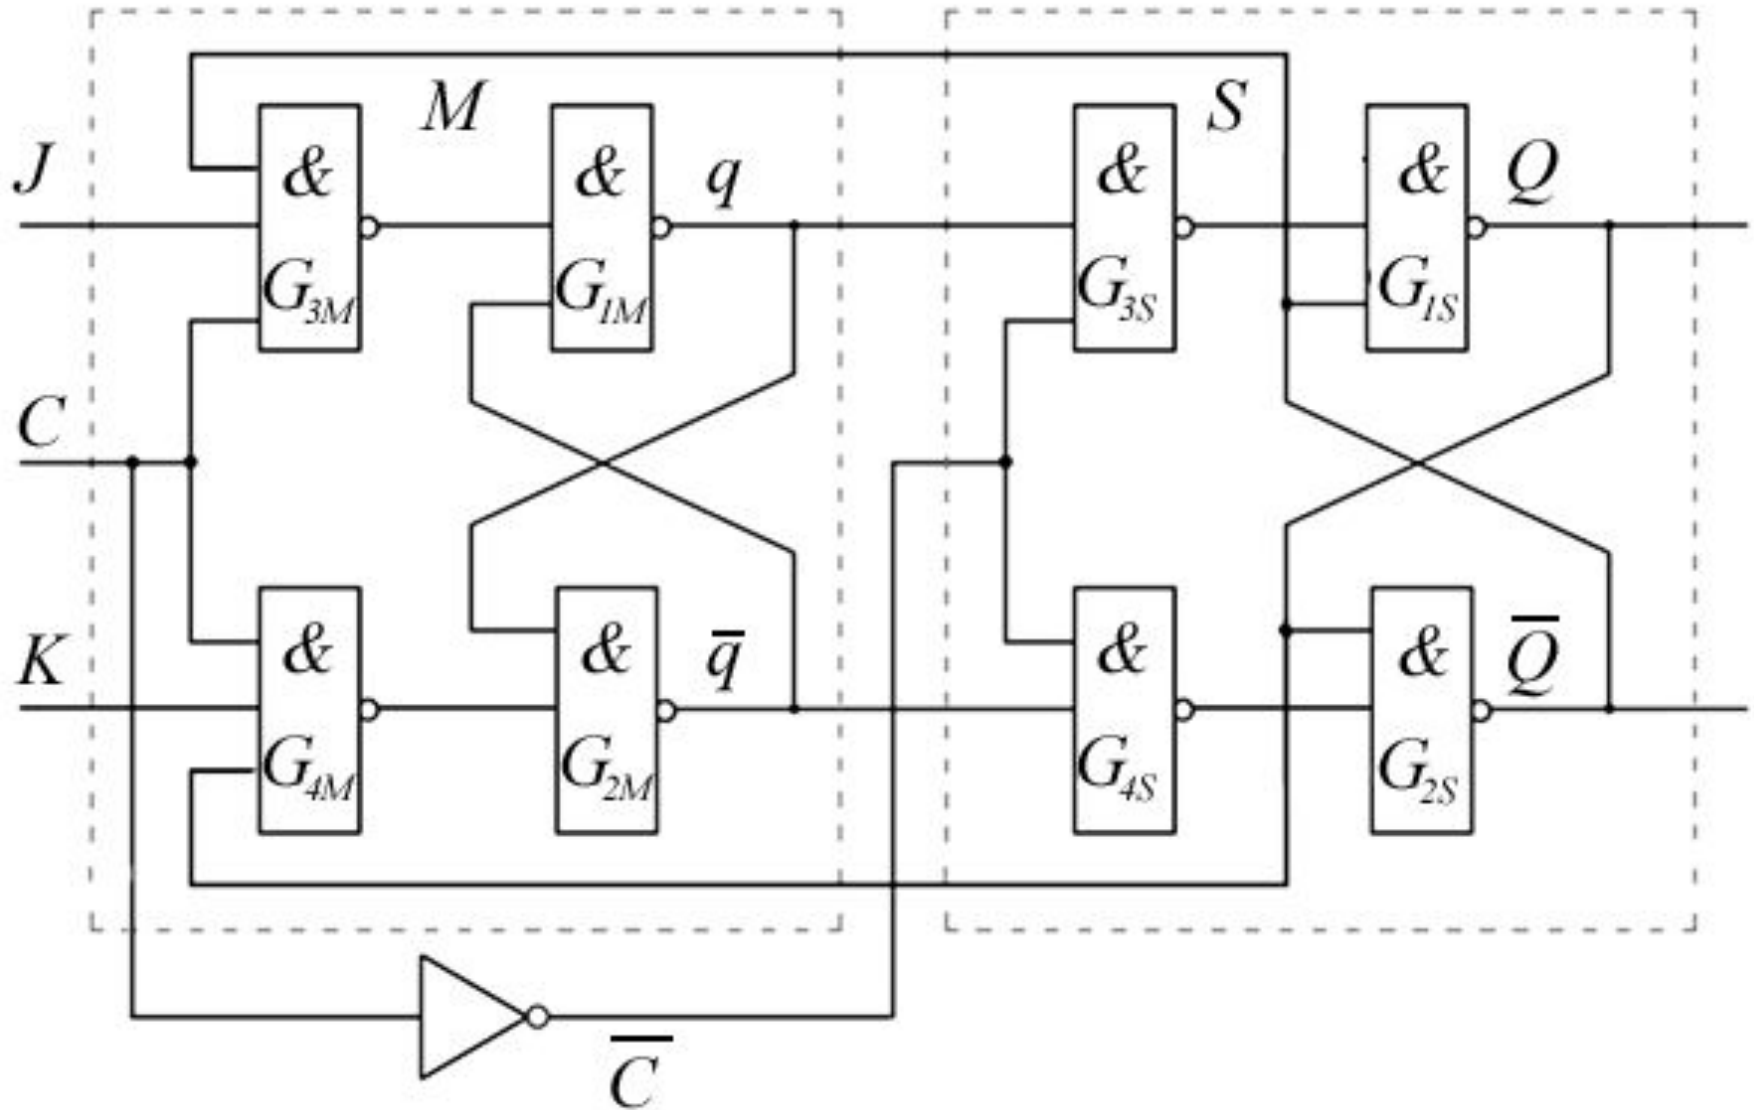 M S
J & & q & & Q
G3M G1M G3S G1S
C
K & & q̅ & & Q̅
G4M G2M G4S G2S
C̅